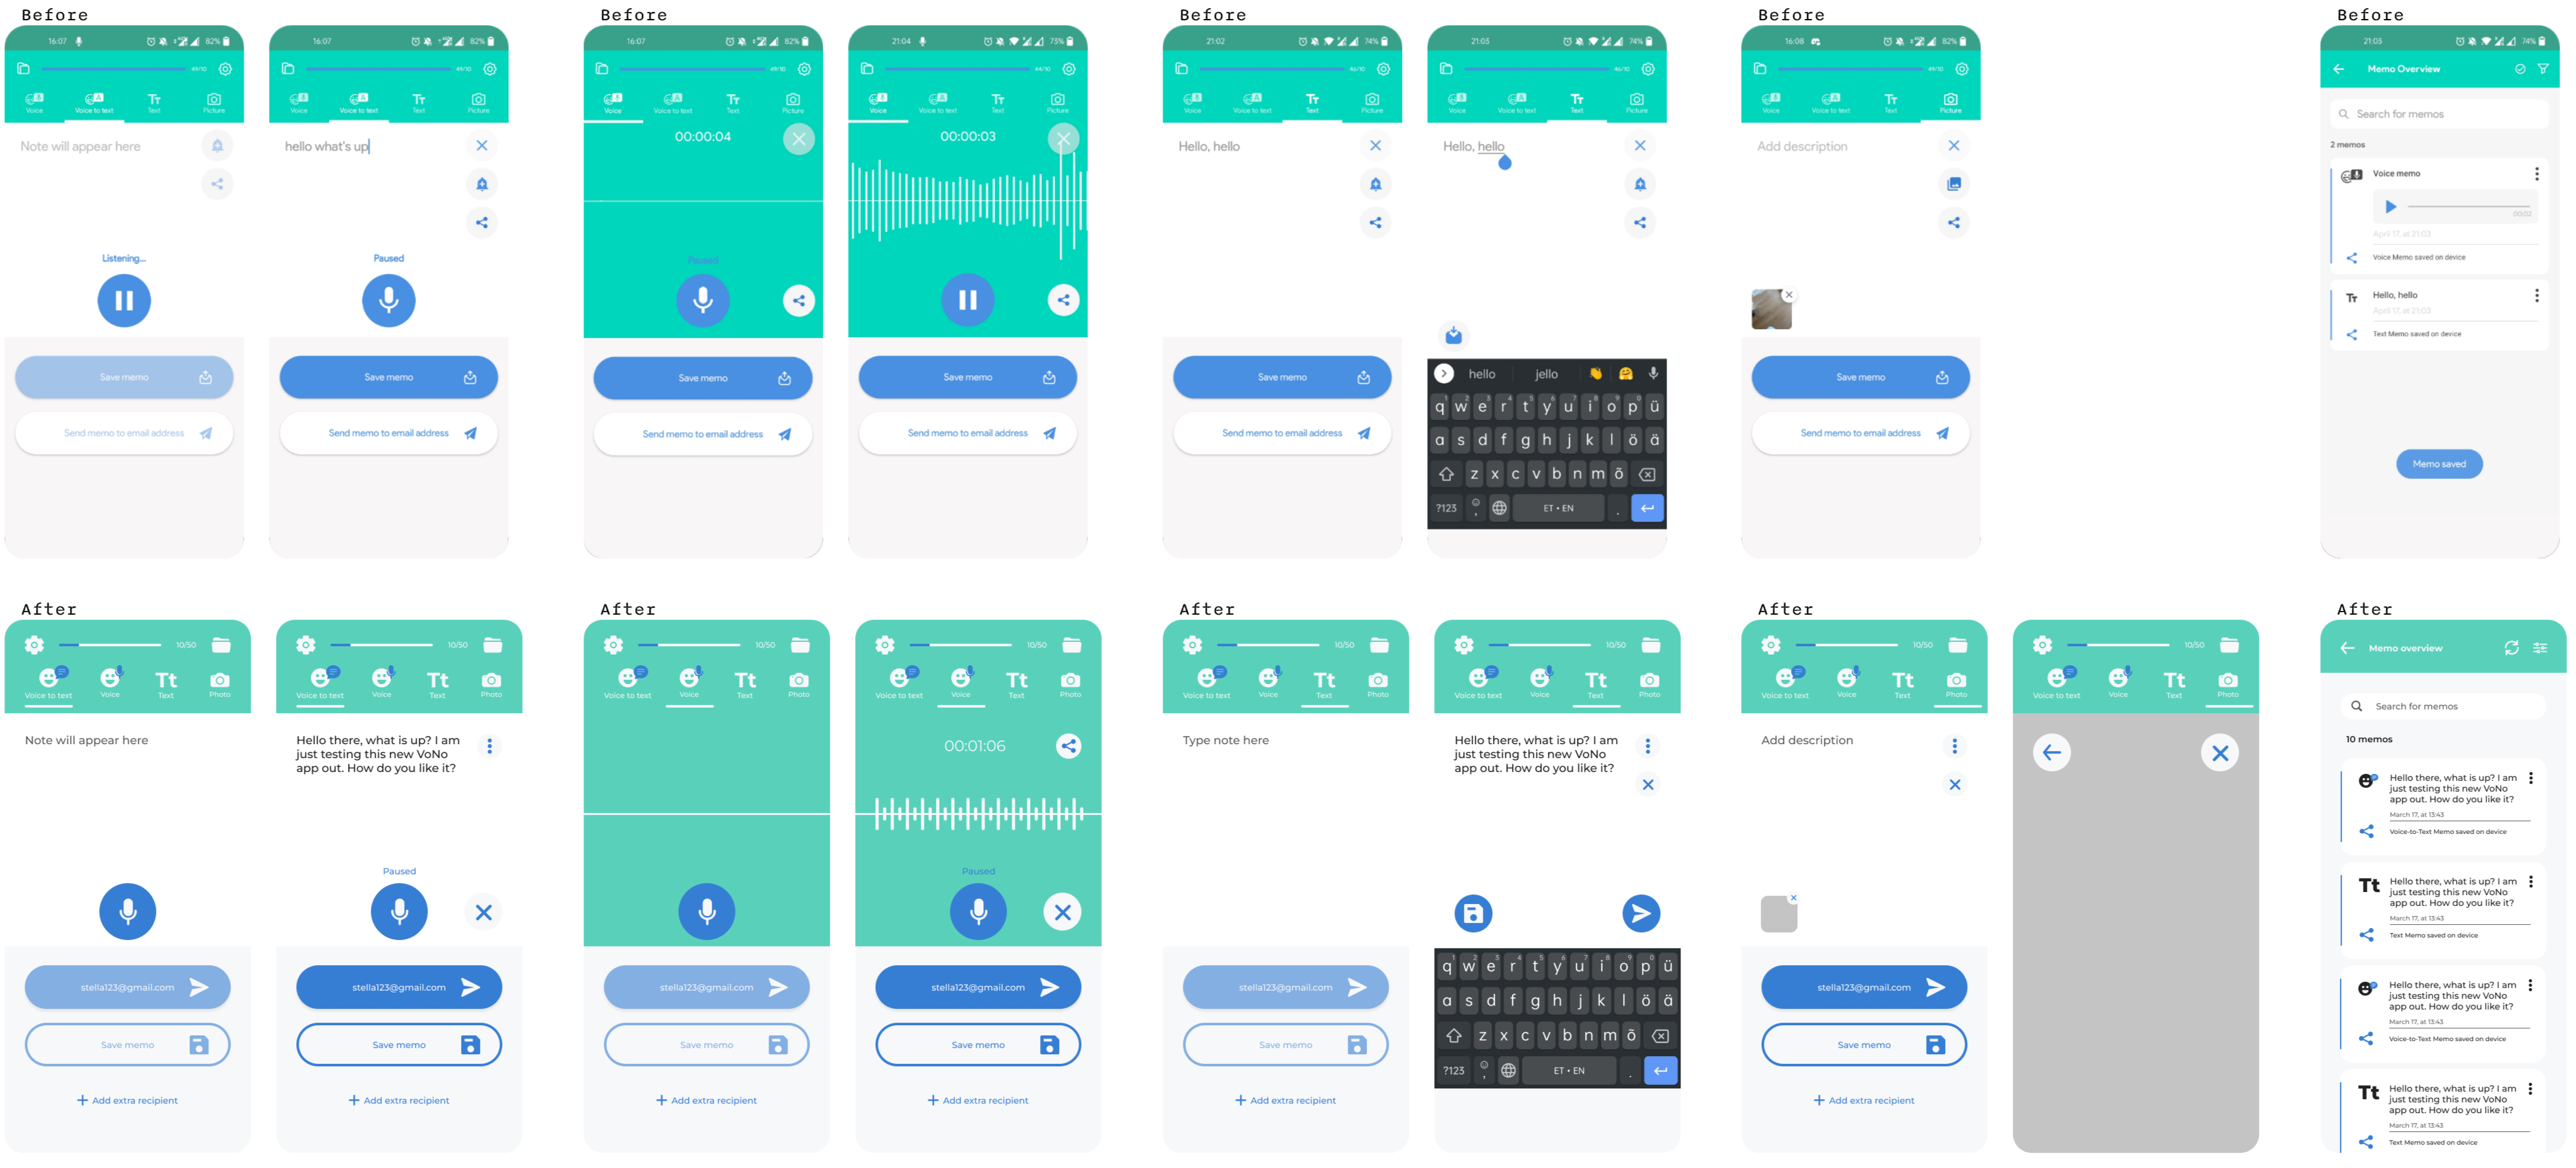 Before
16:07 82%
49/10
Voice Voice to text Text Picture
Note will appear here
Listening...
Save memo
Send memo to email address
16:07 82%
49/10
Voice Voice to text Text Picture
hello what's up
Paused
Save memo
Send memo to email address
Before
16:07 82%
49/10
Voice Voice to text Text Picture
00:00:04
Paused
Save memo
Send memo to email address
21:04 73%
44/10
Voice Voice to text Text Picture
00:00:03
Save memo
Send memo to email address
Before
21:02 74%
46/10
Voice Voice to text Text Picture
Hello, hello
Save memo
Send memo to email address
21:03 74%
46/10
Voice Voice to text Text Picture
Hello, hello
hello jello
q w e r t y u i o p ü
a s d f g h j k l ö ä
z x c v b n m õ
?123 , ET • EN .
Before
16:08 82%
49/10
Voice Voice to text Text Picture
Add description
Save memo
Send memo to email address
Before
21:03 74%
Memo Overview
Search for memos
2 memos
Voice memo
00:02
April 17, at 21:03
Voice Memo saved on device
Tt Hello, hello
April 17, at 21:03
Text Memo saved on device
Memo saved
After
10/50
Voice to text Voice Text Photo
Note will appear here
stella123@gmail.com
Save memo
+ Add extra recipient
10/50
Voice to text Voice Text Photo
Hello there, what is up? I am
just testing this new VoNo
app out. How do you like it?
Paused
stella123@gmail.com
Save memo
+ Add extra recipient
After
10/50
Voice to text Voice Text Photo
stella123@gmail.com
Save memo
+ Add extra recipient
10/50
Voice to text Voice Text Photo
00:01:06
Paused
stella123@gmail.com
Save memo
+ Add extra recipient
After
10/50
Voice to text Voice Text Photo
Type note here
stella123@gmail.com
Save memo
+ Add extra recipient
10/50
Voice to text Voice Text Photo
Hello there, what is up? I am
just testing this new VoNo
app out. How do you like it?
q w e r t y u i o p ü
a s d f g h j k l ö ä
z x c v b n m õ
?123 , ET • EN .
After
10/50
Voice to text Voice Text Photo
Add description
stella123@gmail.com
Save memo
+ Add extra recipient
10/50
Voice to text Voice Text Photo
After
Memo overview
Search for memos
10 memos
Hello there, what is up? I am
just testing this new VoNo
app out. How do you like it?
March 17, at 13:43
Voice-to-Text Memo saved on device
Tt Hello there, what is up? I am
just testing this new VoNo
app out. How do you like it?
March 17, at 13:43
Text Memo saved on device
Hello there, what is up? I am
just testing this new VoNo
app out. How do you like it?
March 17, at 13:43
Voice-to-Text Memo saved on device
Tt Hello there, what is up? I am
just testing this new VoNo
app out. How do you like it?
March 17, at 13:43
Text Memo saved on device